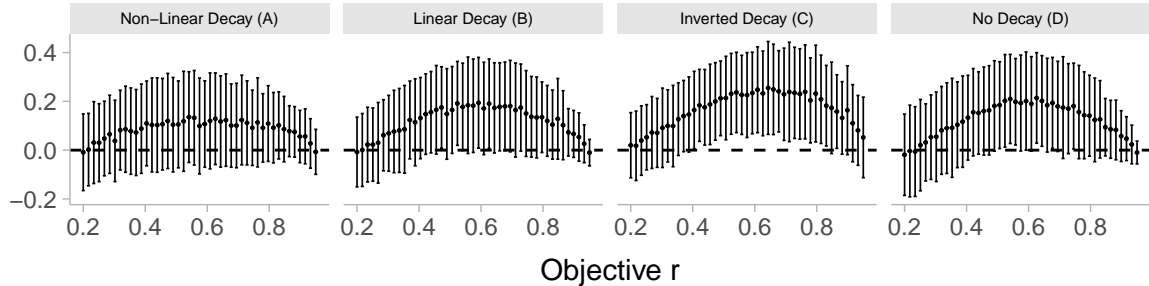 Non−Linear Decay (A) Linear Decay (B) Inverted Decay (C) No Decay (D)
0.4
0.2
0.0
−0.2
0.2 0.4 0.6 0.8 0.2 0.4 0.6 0.8 0.2 0.4 0.6 0.8 0.2 0.4 0.6 0.8
Objective r